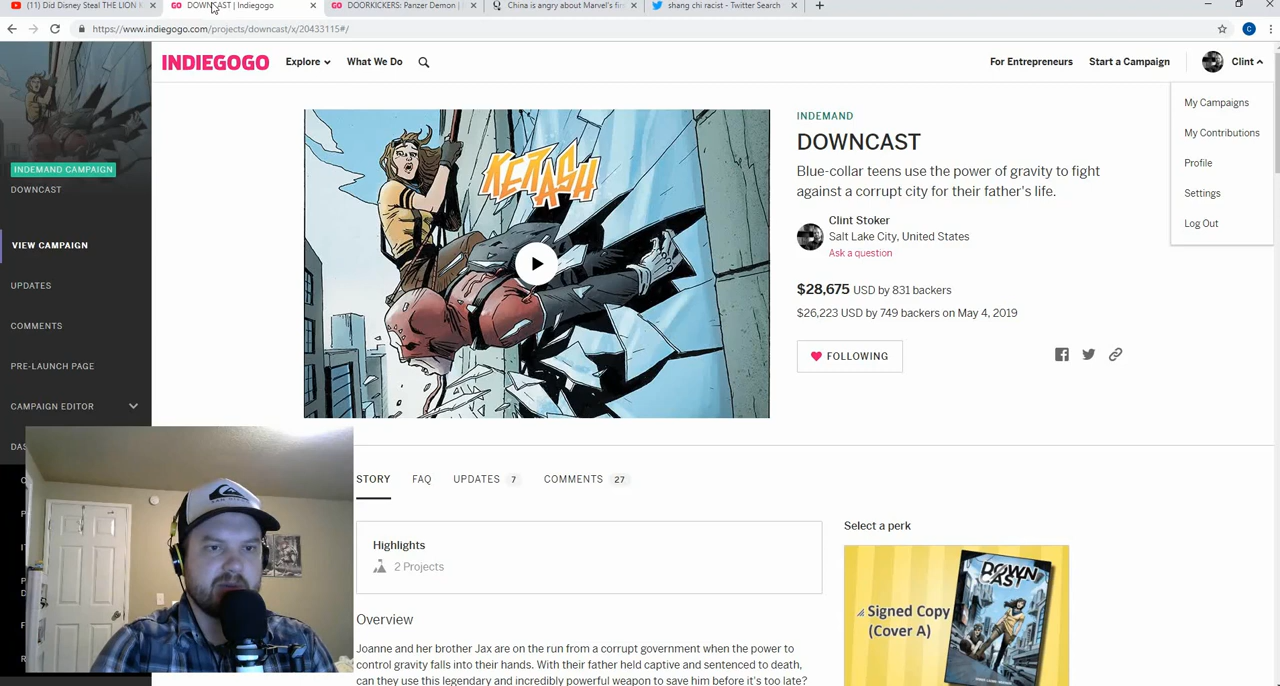 (11) Did Disney Steal THE LION
DOWNCAST | Indiegogo
DOORKICKERS: Panzer Demon |
China is angry about Marvel's fi
shang chi racist - Twitter Search
https://www.indiegogo.com/projects/downcast/x/20433115#/
INDIEGOGO
Explore
What We Do
For Entrepreneurs
Start a Campaign
Clint
My Campaigns
My Contributions
Profile
Settings
Log Out
INDEMAND CAMPAIGN
DOWNCAST
VIEW CAMPAIGN
UPDATES
COMMENTS
PRE-LAUNCH PAGE
CAMPAIGN EDITOR
KERASH
INDEMAND
DOWNCAST
Blue-collar teens use the power of gravity to fight
against a corrupt city for their father's life.
Clint Stoker
Salt Lake City, United States
Ask a question
$28,675 USD by 831 backers
$26,223 USD by 749 backers on May 4, 2019
FOLLOWING
STORY
FAQ
UPDATES 7
COMMENTS 27
Highlights
2 Projects
Overview
Joanne and her brother Jax are on the run from a corrupt government when the power to
control gravity falls into their hands. With their father held captive and sentenced to death,
can they use this legendary and incredibly powerful weapon to save him before it's too late?
Select a perk
Signed Copy
(Cover A)
DOWN
CAST